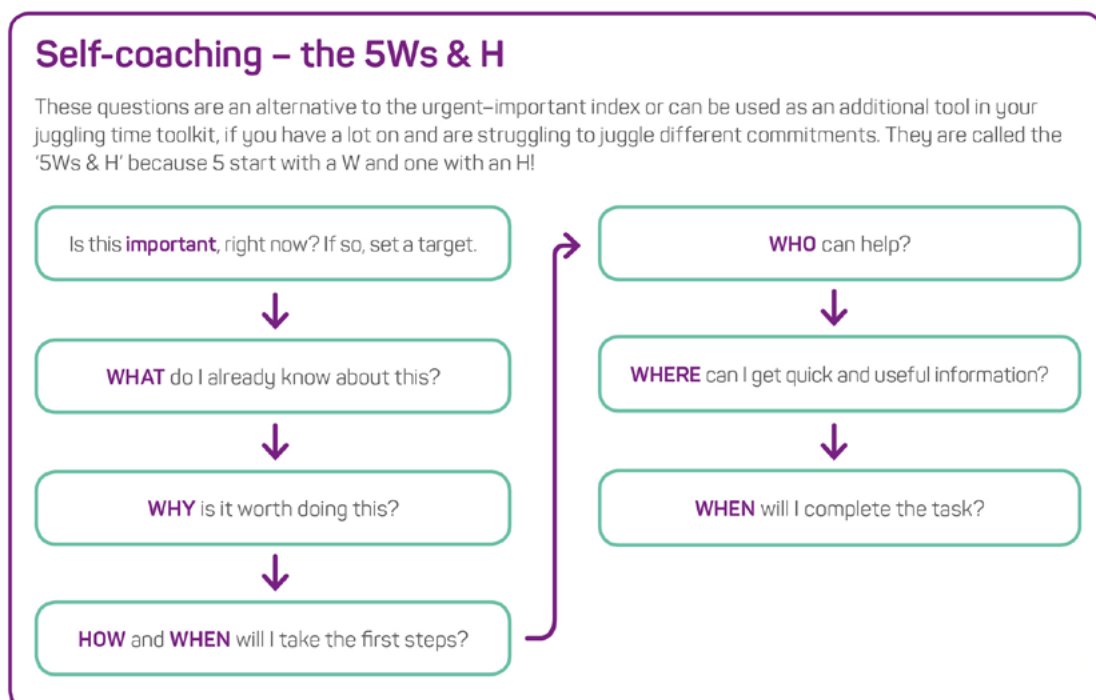 Self-coaching – the 5Ws & H
These questions are an alternative to the urgent–important index or can be used as an additional tool in your
juggling time toolkit, if you have a lot on and are struggling to juggle different commitments. They are called the
‘5Ws & H’ because 5 start with a W and one with an H!
Is this important, right now? If so, set a target.
WHAT do I already know about this?
WHY is it worth doing this?
HOW and WHEN will I take the first steps?
WHO can help?
WHERE can I get quick and useful information?
WHEN will I complete the task?